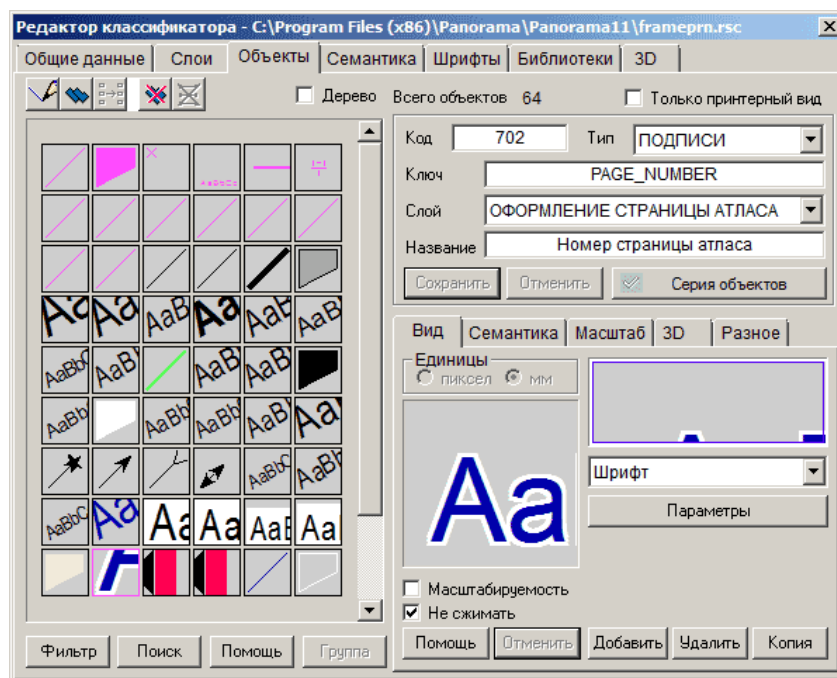 Редактор классификатора - C:\Program Files (x86)\Panorama\Panorama11\frameprn.rsc
Общие данные Слои Объекты Семантика Шрифты Библиотеки 3D
Дерево Всего объектов 64 Только принтерный вид
Код 702 Тип ПОДПИСИ
Ключ PAGE_NUMBER
Слой ОФОРМЛЕНИЕ СТРАНИЦЫ АТЛАСА
Название Номер страницы атласа
Сохранить Отменить Серия объектов
Вид Семантика Масштаб 3D Разное
Единицы
пиксел мм
Шрифт
Параметры
Aa
Масштабируемость
Не сжимать
Помощь Отменить Добавить Удалить Копия
Фильтр Поиск Помощь Группа